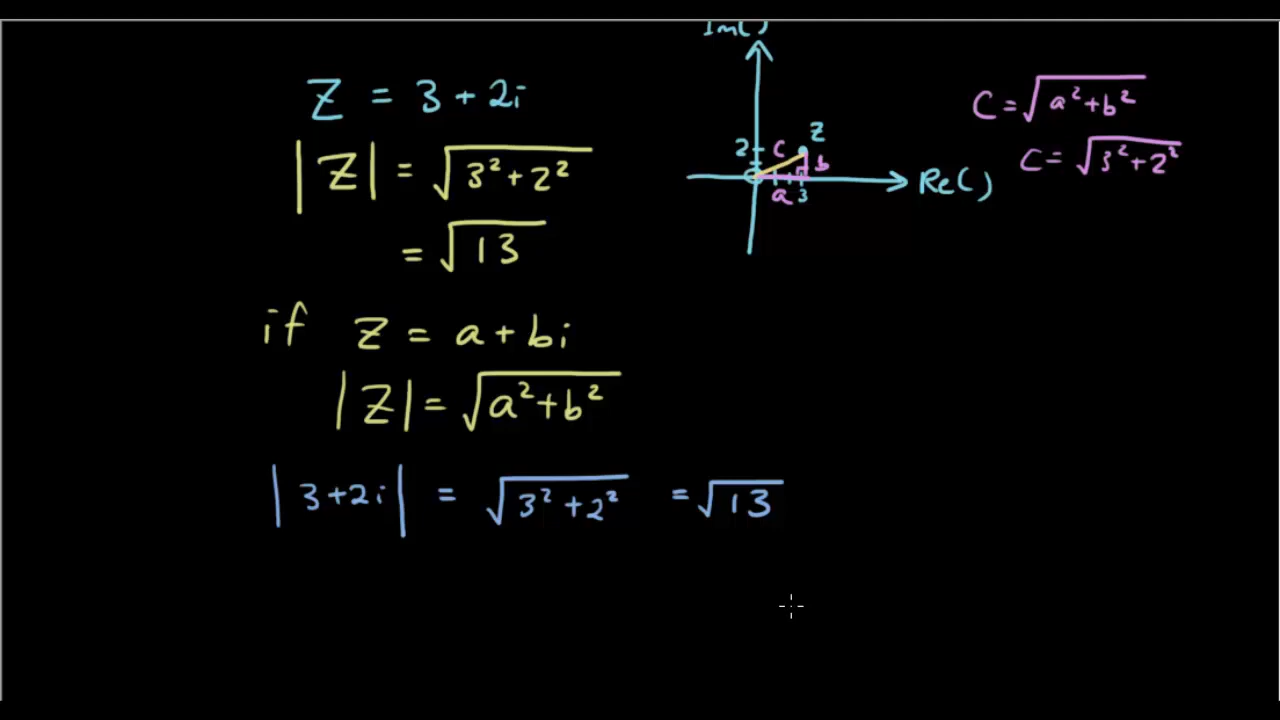 Z = 3 + 2i
|Z| = √(3² + 2²)
= √13
if Z = a + bi
|Z| = √(a² + b²)
|3 + 2i| = √(3² + 2²) = √13
Im( )
2
c
Z
b
a
3
Re( )
C = √(a² + b²)
C = √(3² + 2²)